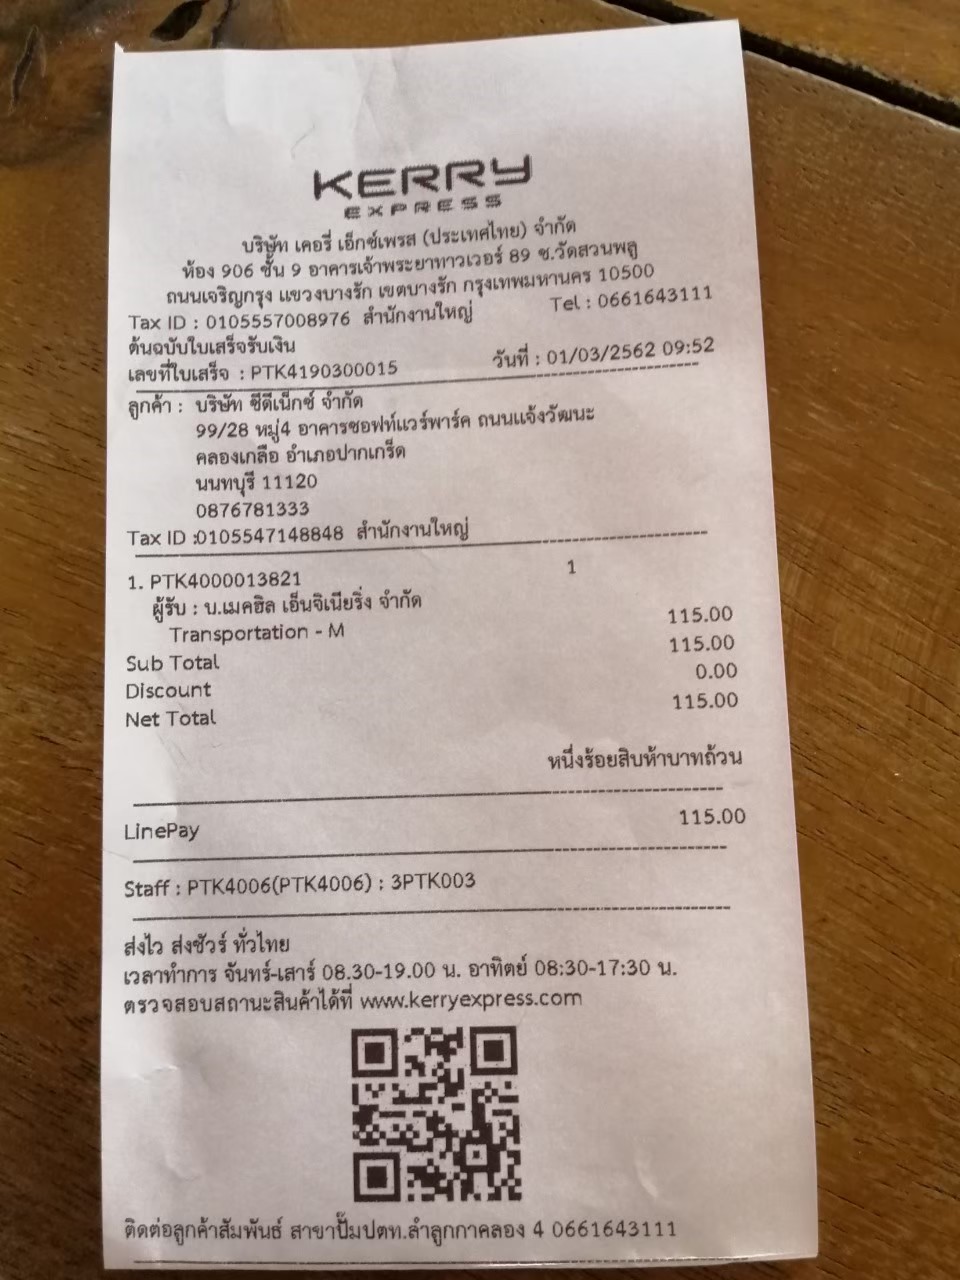 KERRY
EXPRESS
บริษัท เคอรี่ เอ็กซ์เพรส (ประเทศไทย) จำกัด
ห้อง 906 ชั้น 9 อาคารเจ้าพระยาทาวเวอร์ 89 ซ.วัดสวนพลู
ถนนเจริญกรุง แขวงบางรัก เขตบางรัก กรุงเทพมหานคร 10500
Tax ID : 0105557008976 สำนักงานใหญ่ Tel : 0661643111
ต้นฉบับใบเสร็จรับเงิน
เลขที่ใบเสร็จ : PTK4190300015 วันที่ : 01/03/2562 09:52
ลูกค้า : บริษัท ซีดีเน็กซ์ จำกัด
99/28 หมู่4 อาคารซอฟท์แวร์พาร์ค ถนนแจ้งวัฒนะ
คลองเกลือ อำเภอปากเกร็ด
นนทบุรี 11120
0876781333
Tax ID :0105547148848 สำนักงานใหญ่
1. PTK4000013821 1
ผู้รับ : บ.เมคฮิล เอ็นจิเนียริ่ง จำกัด
Transportation - M 115.00
Sub Total 115.00
Discount 0.00
Net Total 115.00
หนึ่งร้อยสิบห้าบาทถ้วน
LinePay 115.00
Staff : PTK4006(PTK4006) : 3PTK003
ส่งไว ส่งชัวร์ ทั่วไทย
เวลาทำการ จันทร์-เสาร์ 08.30-19.00 น. อาทิตย์ 08:30-17:30 น.
ตรวจสอบสถานะสินค้าได้ที่ www.kerryexpress.com
ติดต่อลูกค้าสัมพันธ์ สาขาปั๊มปตท.ลำลูกกาคลอง 4 0661643111